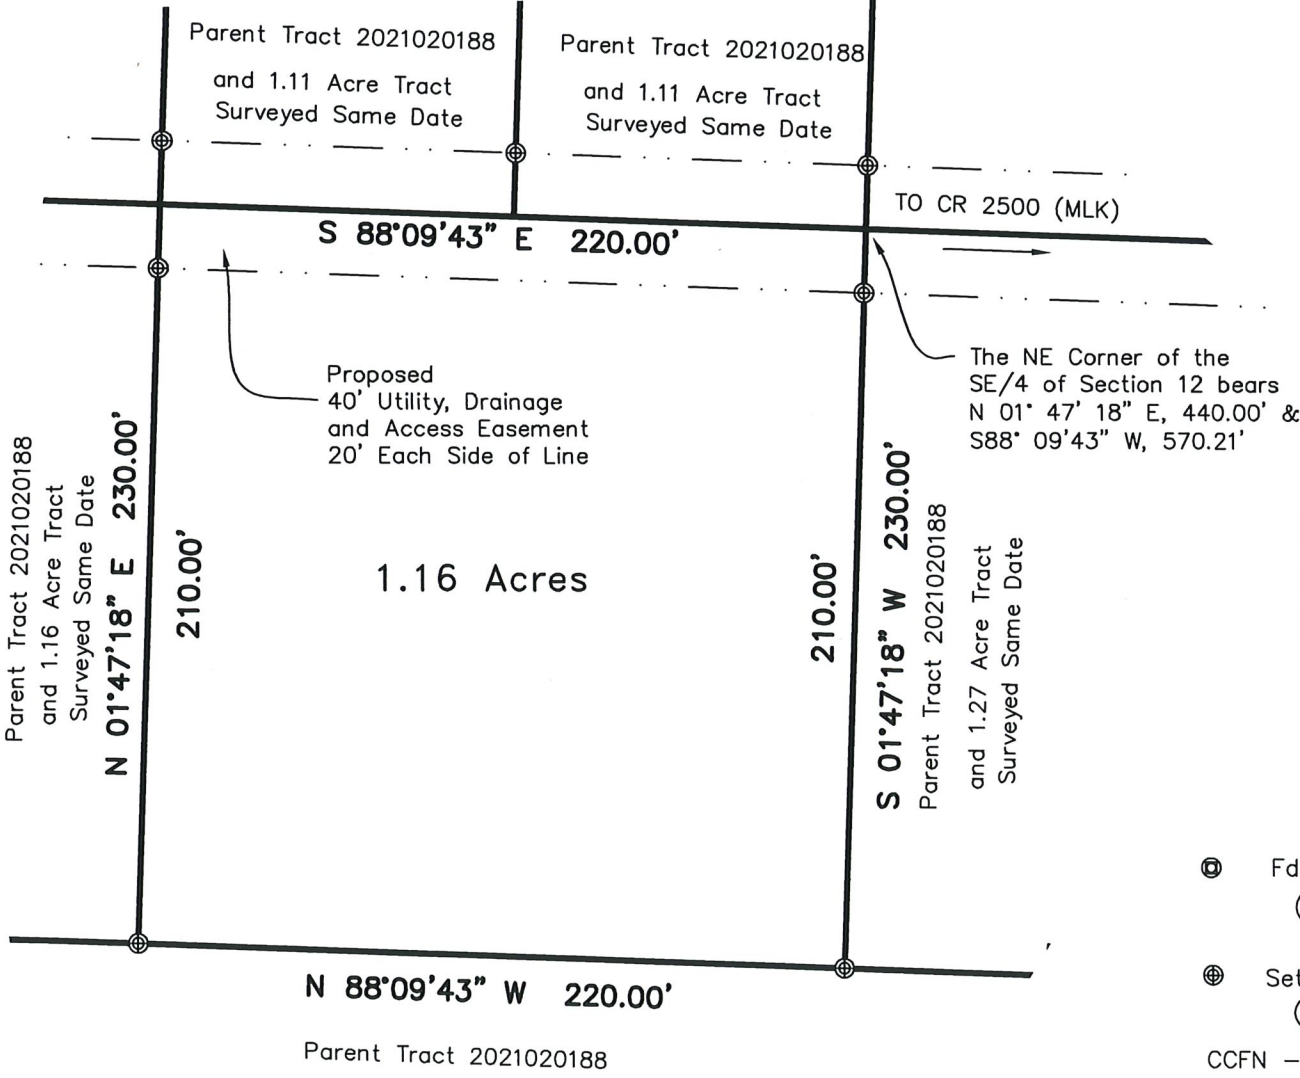 Parent Tract 2021020188
and 1.11 Acre Tract
Surveyed Same Date
Parent Tract 2021020188
and 1.11 Acre Tract
Surveyed Same Date
TO CR 2500 (MLK)
S 88°09'43" E 220.00'
The NE Corner of the
SE/4 of Section 12 bears
N 01° 47' 18" E, 440.00' &
S88° 09'43" W, 570.21'
Proposed
40' Utility, Drainage
and Access Easement
20' Each Side of Line
Parent Tract 2021020188
and 1.16 Acre Tract
Surveyed Same Date
N 01°47'18" E 230.00'
210.00'
1.16 Acres
210.00'
S 01°47'18" W 230.00'
Parent Tract 2021020188
and 1.27 Acre Tract
Surveyed Same Date
Fd
(
Set
(
CCFN –
N 88°09'43" W 220.00'
Parent Tract 2021020188